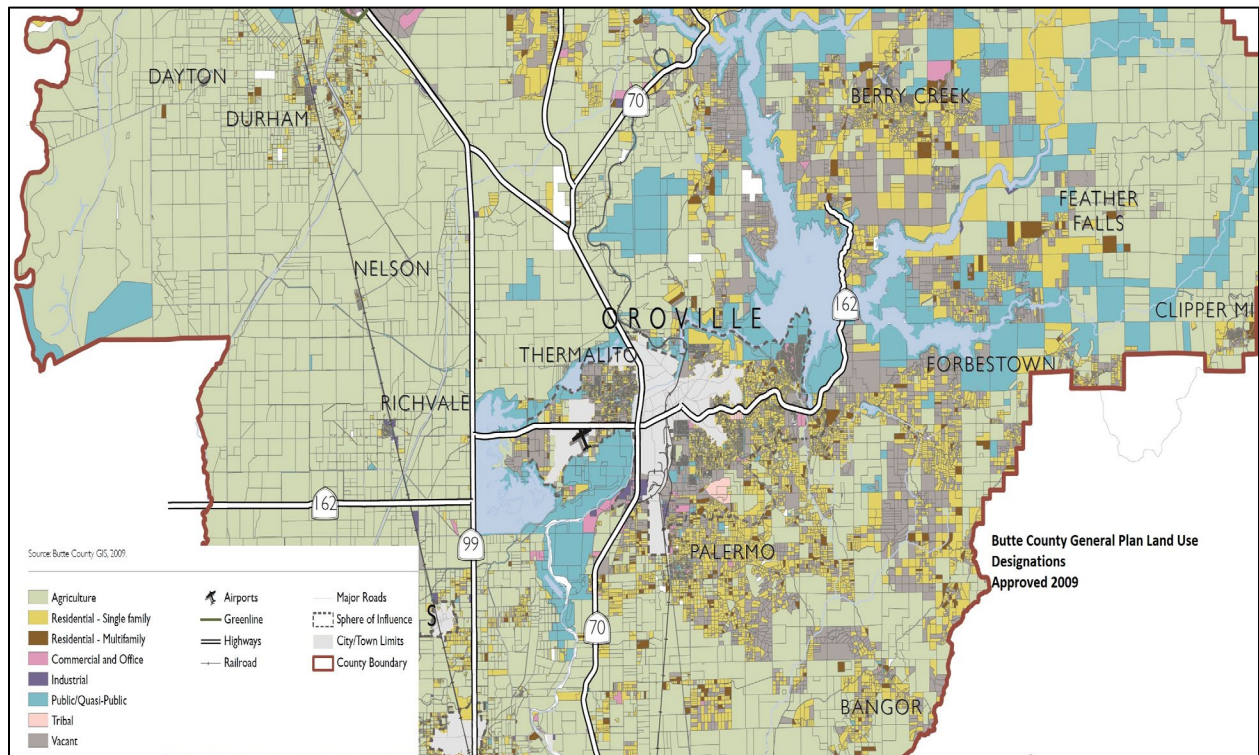 DAYTON
DURHAM
70
BERRY CREEK
FEATHER
FALLS
NELSON
162
CLIPPER MI
OROVILLE
THERMALITO
FORBESTOWN
RICHVALE
162
99
PALERMO
Butte County General Plan Land Use
Designations
Approved 2009
70
BANGOR
S
Source: Butte County GIS, 2009.
Agriculture
Residential - Single family
Residential - Multifamily
Commercial and Office
Industrial
Public/Quasi-Public
Tribal
Vacant
Airports
Greenline
Highways
Railroad
Major Roads
Sphere of Influence
City/Town Limits
County Boundary